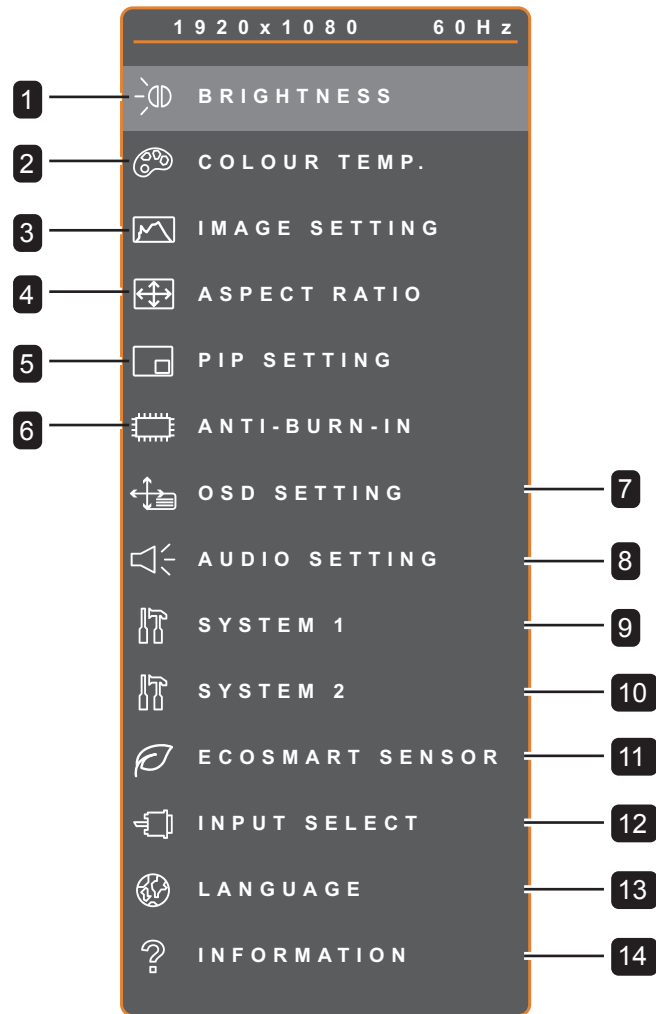 1920x1080 60Hz
1 BRIGHTNESS
2 COLOUR TEMP.
3 IMAGE SETTING
4 ASPECT RATIO
5 PIP SETTING
6 ANTI-BURN-IN
OSD SETTING 7
AUDIO SETTING 8
SYSTEM 1 9
SYSTEM 2 10
ECOSMART SENSOR 11
INPUT SELECT 12
LANGUAGE 13
INFORMATION 14